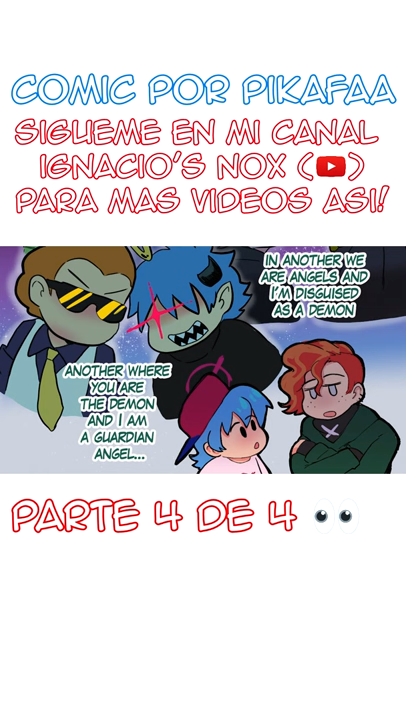 COMIC POR PIKAFAA
SIGUEME EN MI CANAL
IGNACIO'S NOX (▶️)
PARA MAS VIDEOS ASI!
IN ANOTHER WE
ARE ANGELS AND
I'M DISGUISED
AS A DEMON
ANOTHER WHERE
YOU ARE
THE DEMON
AND I AM
A GUARDIAN
ANGEL...
PARTE 4 DE 4 👀